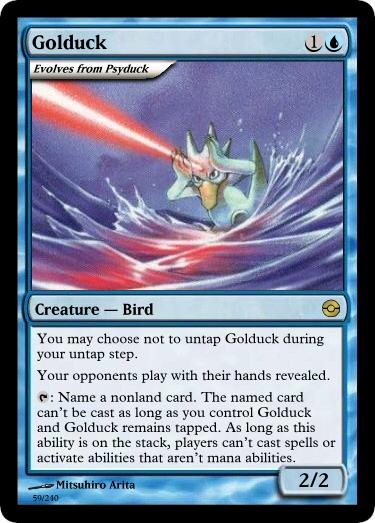 Golduck 1
Evolves from Psyduck
Creature — Bird
You may choose not to untap Golduck during
your untap step.
Your opponents play with their hands revealed.
: Name a nonland card. The named card
can't be cast as long as you control Golduck
and Golduck remains tapped. As long as this
ability is on the stack, players can't cast spells or
activate abilities that aren't mana abilities.
2/2
Mitsuhiro Arita
59/240